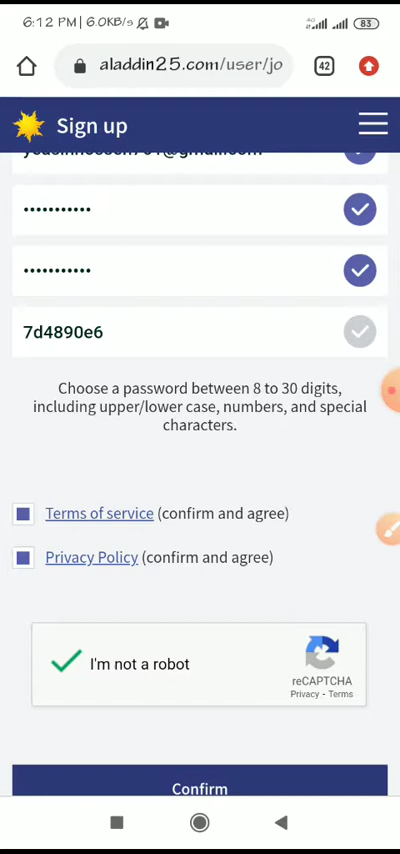 6:12 PM | 6.0KB/s
4G
83
aladdin25.com/user/jo
42
Sign up
•••••••••••
•••••••••••
7d4890e6
Choose a password between 8 to 30 digits,
including upper/lower case, numbers, and special
characters.
Terms of service (confirm and agree)
Privacy Policy (confirm and agree)
I'm not a robot
reCAPTCHA
Privacy - Terms
Confirm